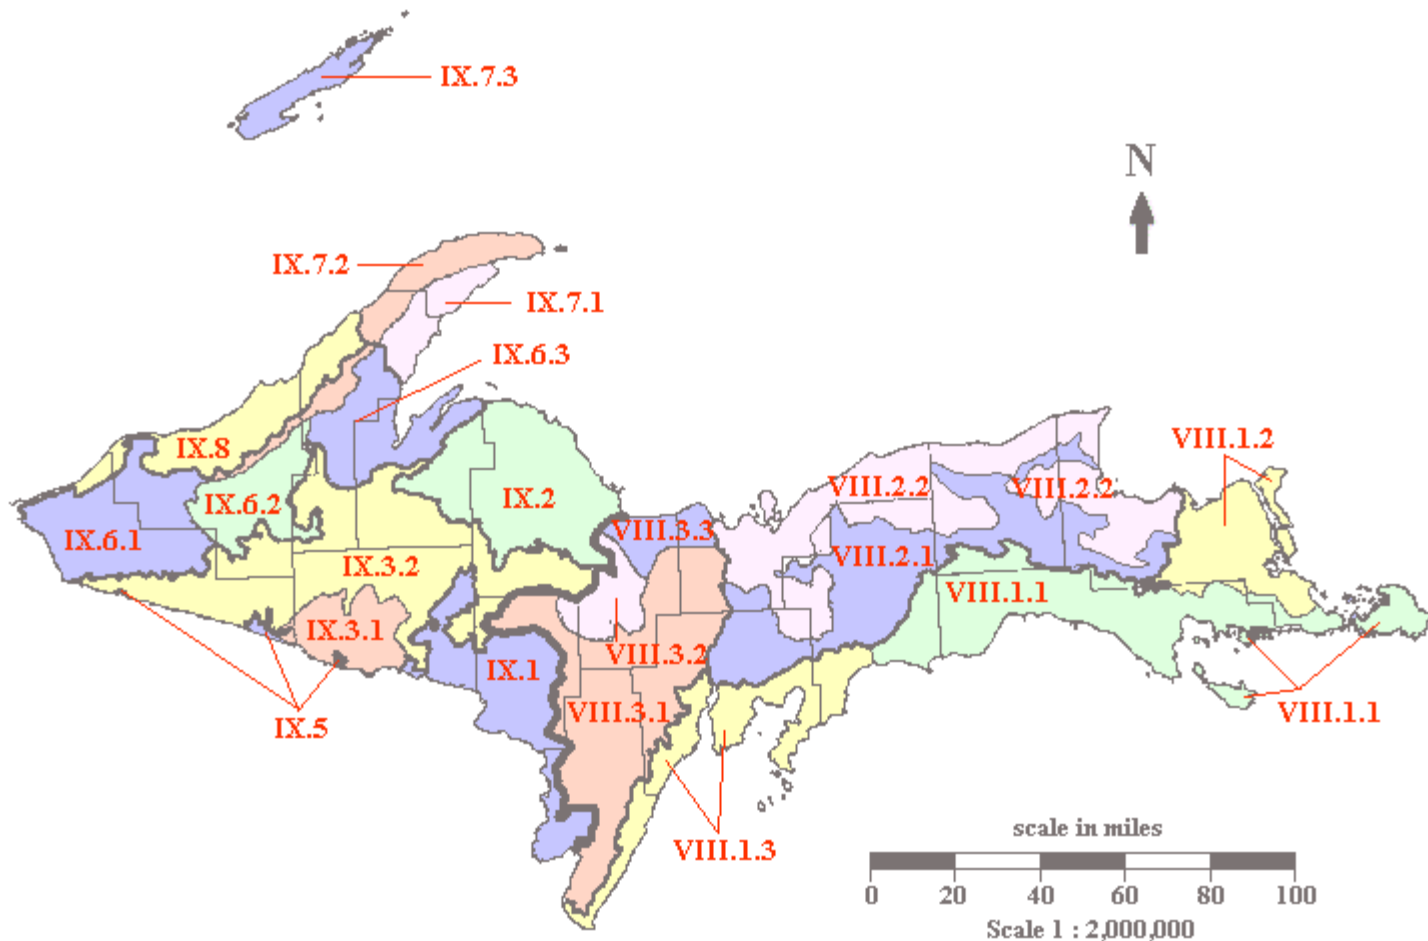 IX.7.3
N
IX.7.2
IX.7.1
IX.6.3
IX.8
VIII.1.2
VIII.2.2
VIII.2.2
IX.6.2
IX.2
IX.6.1
VIII.3.3
VIII.2.1
IX.3.2
VIII.1.1
IX.3.1
VIII.3.2
IX.1
VIII.3.1
VIII.1.1
IX.5
VIII.1.3
scale in miles
0 20 40 60 80 100
Scale 1 : 2,000,000